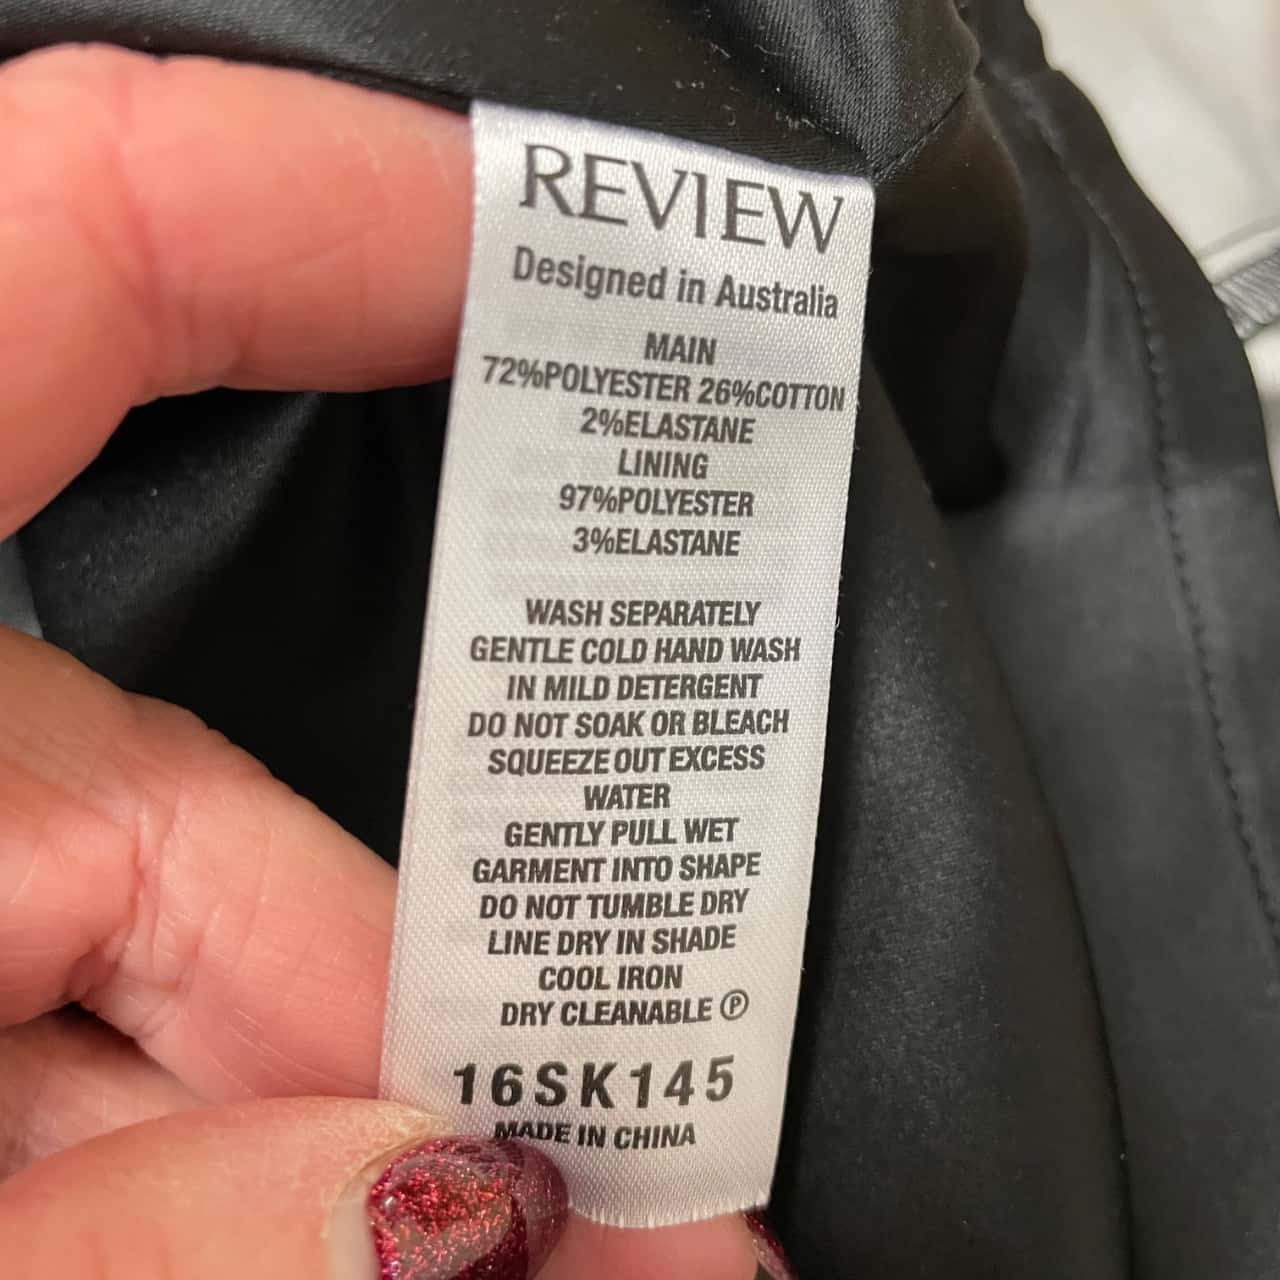 REVIEW
Designed in Australia
MAIN
72%POLYESTER 26%COTTON
2%ELASTANE
LINING
97%POLYESTER
3%ELASTANE
WASH SEPARATELY
GENTLE COLD HAND WASH
IN MILD DETERGENT
DO NOT SOAK OR BLEACH
SQUEEZE OUT EXCESS
WATER
GENTLY PULL WET
GARMENT INTO SHAPE
DO NOT TUMBLE DRY
LINE DRY IN SHADE
COOL IRON
DRY CLEANABLE Ⓟ
16SK145
MADE IN CHINA